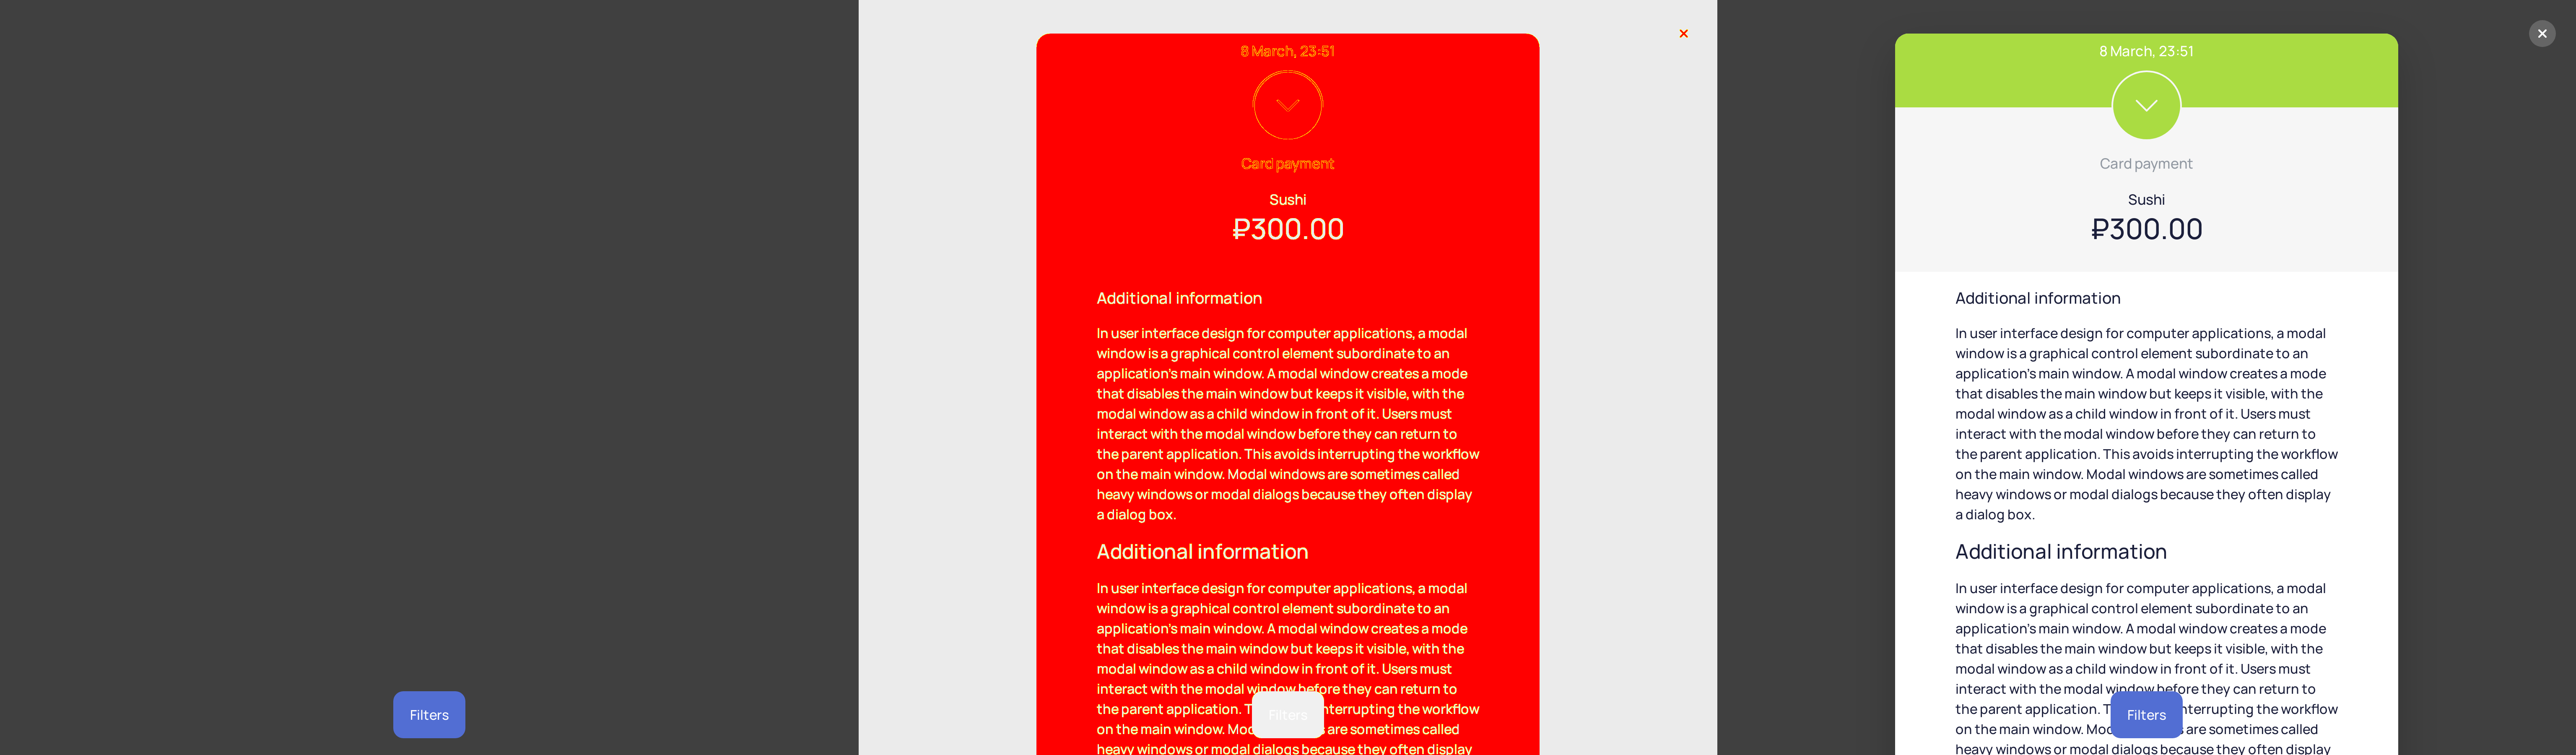 Filters
8 March, 23:51
Card payment
Sushi
₽300.00
Additional information
In user interface design for computer applications, a modal
window is a graphical control element subordinate to an
application's main window. A modal window creates a mode
that disables the main window but keeps it visible, with the
modal window as a child window in front of it. Users must
interact with the modal window before they can return to
the parent application. This avoids interrupting the workflow
on the main window. Modal windows are sometimes called
heavy windows or modal dialogs because they often display
a dialog box.
Additional information
In user interface design for computer applications, a modal
window is a graphical control element subordinate to an
application's main window. A modal window creates a mode
that disables the main window but keeps it visible, with the
modal window as a child window in front of it. Users must
interact with the modal window before they can return to
the parent application. nterrupting the workflow
on the main window. are sometimes called
heavy windows or modal dialogs because they often display
Filters
8 March, 23:51
Card payment
Sushi
₽300.00
Additional information
In user interface design for computer applications, a modal
window is a graphical control element subordinate to an
application's main window. A modal window creates a mode
that disables the main window but keeps it visible, with the
modal window as a child window in front of it. Users must
interact with the modal window before they can return to
the parent application. This avoids interrupting the workflow
on the main window. Modal windows are sometimes called
heavy windows or modal dialogs because they often display
a dialog box.
Additional information
In user interface design for computer applications, a modal
window is a graphical control element subordinate to an
application's main window. A modal window creates a mode
that disables the main window but keeps it visible, with the
modal window as a child window in front of it. Users must
interact with the modal window before they can return to
the parent application. nterrupting the workflow
on the main window. are sometimes called
heavy windows or modal dialogs because they often display
Filters